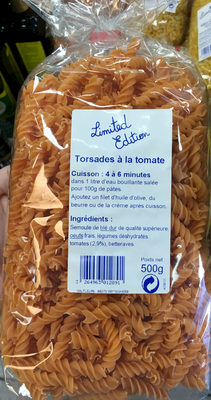 Limited
Edition
Torsades à la tomate
Cuisson : 4 à 6 minutes
dans 1 litre d'eau bouillante salée
pour 100g de pâtes.
Ajoutez un filet d'huile d'olive, du
beurre ou de la crème après cuisson.
Ingrédients :
Semoule de blé dur de qualité supérieure
oeufs frais, légumes déshydratés
tomates (2,9%), betteraves.
Poids net
500g